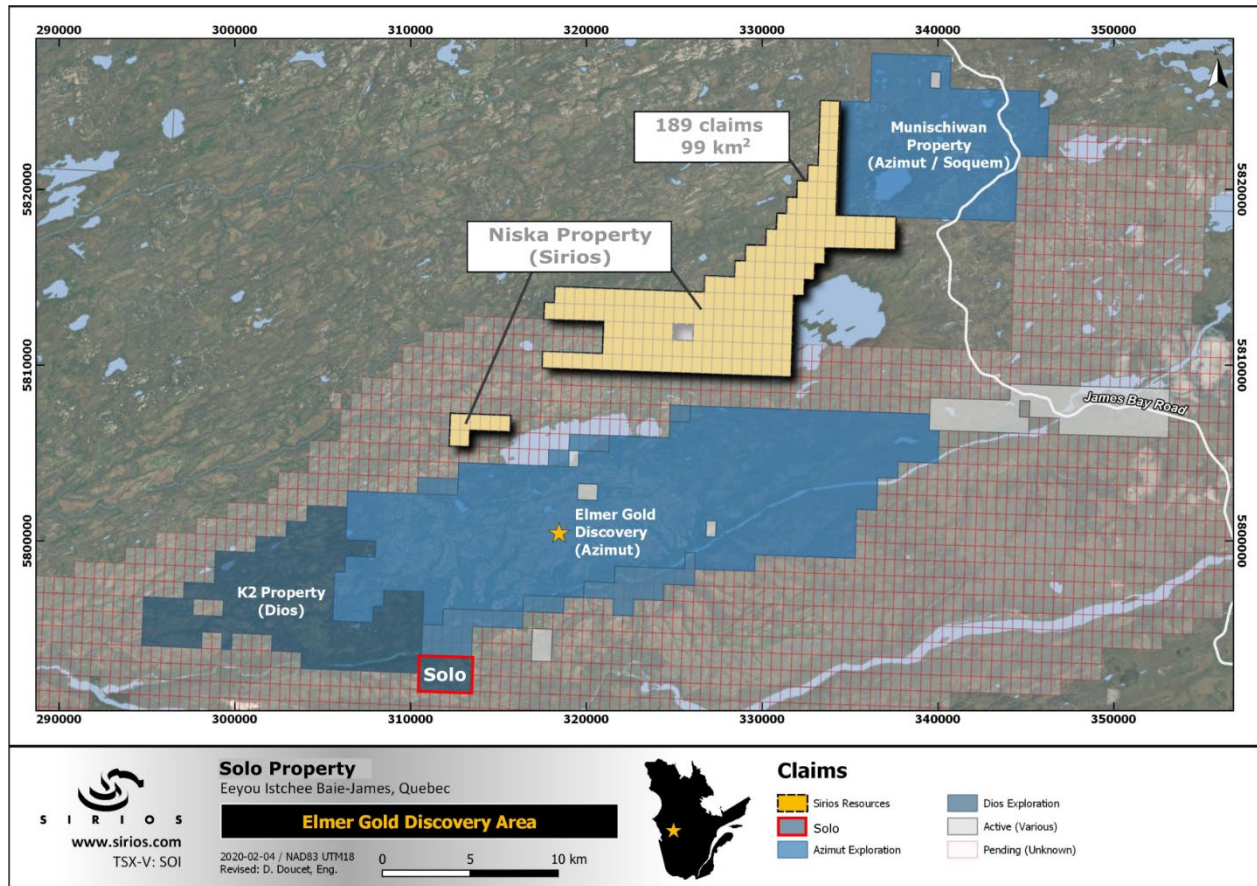 290000 300000 310000 320000 330000 340000 350000
189 claims
99 km²
Munischiwan
Property
(Azimut / Soquem)
5820000
5820000
Niska Property
(Sirios)
5810000
5810000
James Bay Road
Elmer Gold
Discovery
(Azimut)
5800000
5800000
K2 Property
(Dios)
Solo
290000 300000 310000 320000 330000 340000 350000
SIRIOS
www.sirios.com
TSX-V: SOI
Solo Property
Eeyou Istchee Baie-James, Quebec
Elmer Gold Discovery Area
2020-02-04 / NAD83 UTM18
Revised: D. Doucet, Eng.
0 5 10 km
Claims
Sirios Resources
Solo
Azimut Exploration
Dios Exploration
Active (Various)
Pending (Unknown)